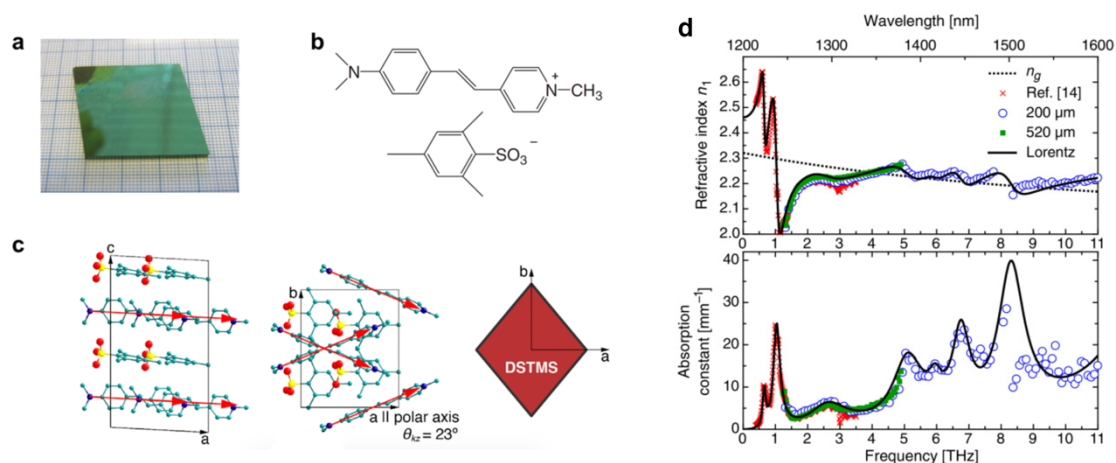 a
b
N
N
+
CH₃
SO₃
−
c
c
a
b
a || polar axis
θkz = 23°
b
a
DSTMS
d
Wavelength [nm]
1200 1300 1400 1500 1600
Refractive index n₁
2.6
2.5
2.4
2.3
2.2
2.1
2.0
ng
Ref. [14]
200 µm
520 µm
Lorentz
0 1 2 3 4 5 6 7 8 9 10 11
Absorption
constant [mm⁻¹]
40
30
20
10
0
0 1 2 3 4 5 6 7 8 9 10 11
Frequency [THz]